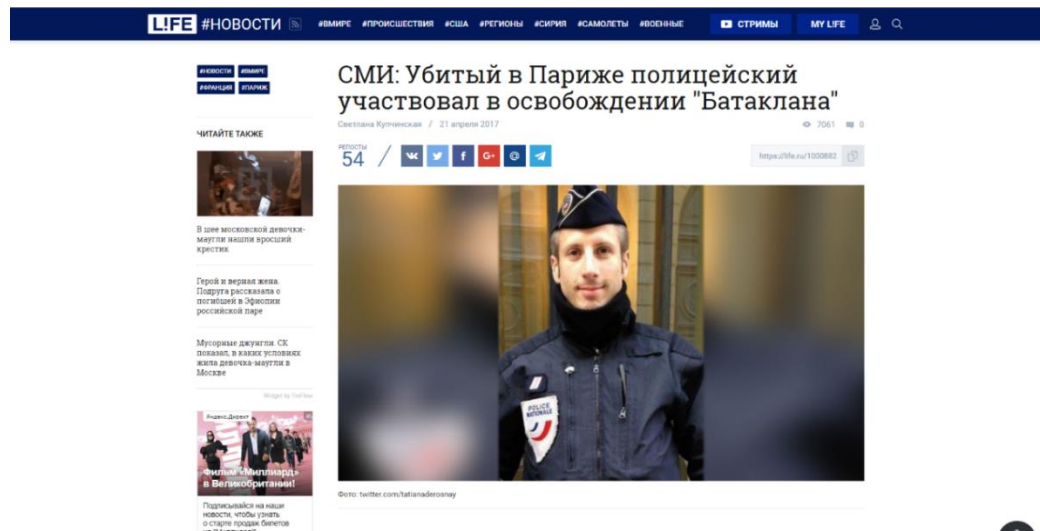 L!FE #НОВОСТИ
#ВМИРЕ #ПРОИСШЕСТВИЯ #США #РЕГИОНЫ #СИРИЯ #САМОЛЕТЫ #ВОЕННЫЕ
СТРИМЫ
MY L!FE
#НОВОСТИ #ВМИРЕ
#ФРАНЦИЯ #ПАРИЖ
СМИ: Убитый в Париже полицейский
участвовал в освобождении "Батаклана"
Светлана Купчинская / 21 апреля 2017
7061 0
РЕПОСТЫ
54
https://life.ru/1000882
ЧИТАЙТЕ ТАКЖЕ
В шее московской девочки-
маугли нашли вросший
крестик
Герой и верная жена.
Подруга рассказала о
погибшей в Эфиопии
российской паре
Мусорные джунгли. СК
показал, в каких условиях
жила девочка-маугли в
Москве
Яндекс.Директ
Фильм «Миллиард»
в Великобритании!
Подписывайся на наши
новости, чтобы узнать
о старте продаж билетов
POLICE
NATIONALE
Фото: twitter.com/tatianaderosnay